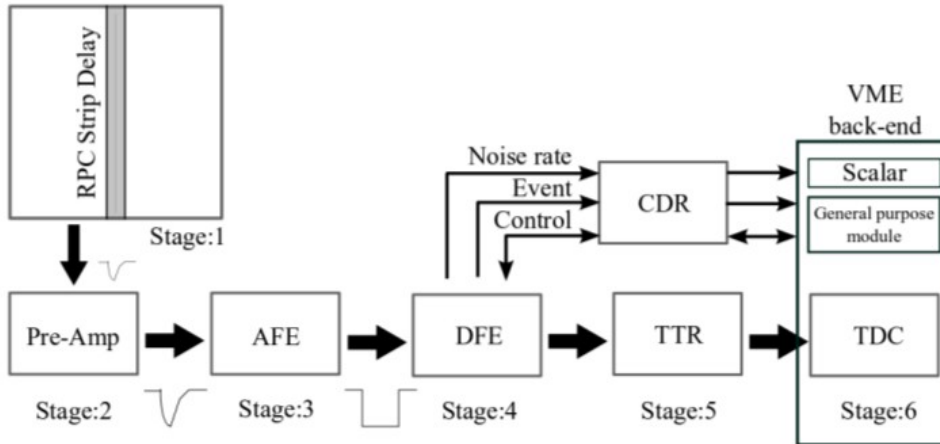 RPC Strip Delay
Stage:1
VME
back-end
Noise rate
Event
Control
CDR
Scalar
General purpose
module
Pre-Amp
AFE
DFE
TTR
TDC
Stage:2
Stage:3
Stage:4
Stage:5
Stage:6